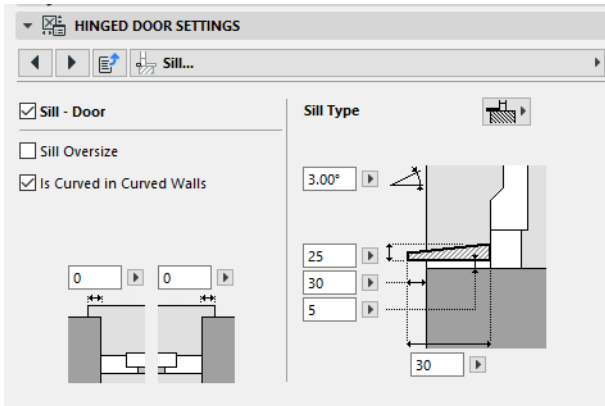 HINGED DOOR SETTINGS
Sill...
Sill - Door
Sill Type
Sill Oversize
Is Curved in Curved Walls
3.00°
25
30
5
0
0
30